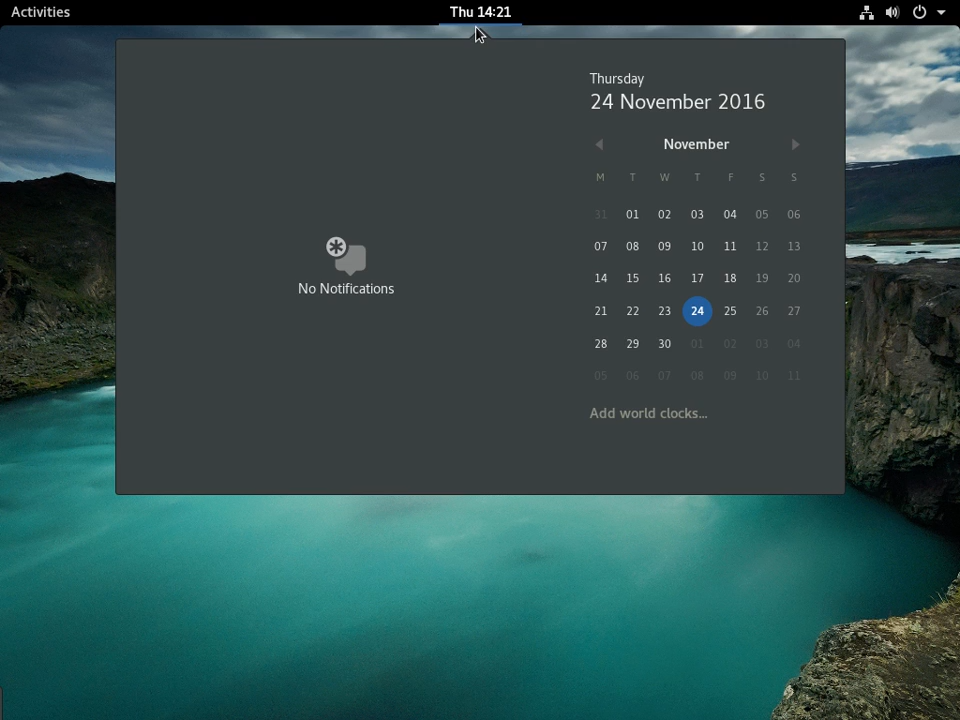 Activities
Thu 14:21
No Notifications
Thursday
24 November 2016
November
M T W T F S S
31 01 02 03 04 05 06
07 08 09 10 11 12 13
14 15 16 17 18 19 20
21 22 23 24 25 26 27
28 29 30 01 02 03 04
05 06 07 08 09 10 11
Add world clocks...